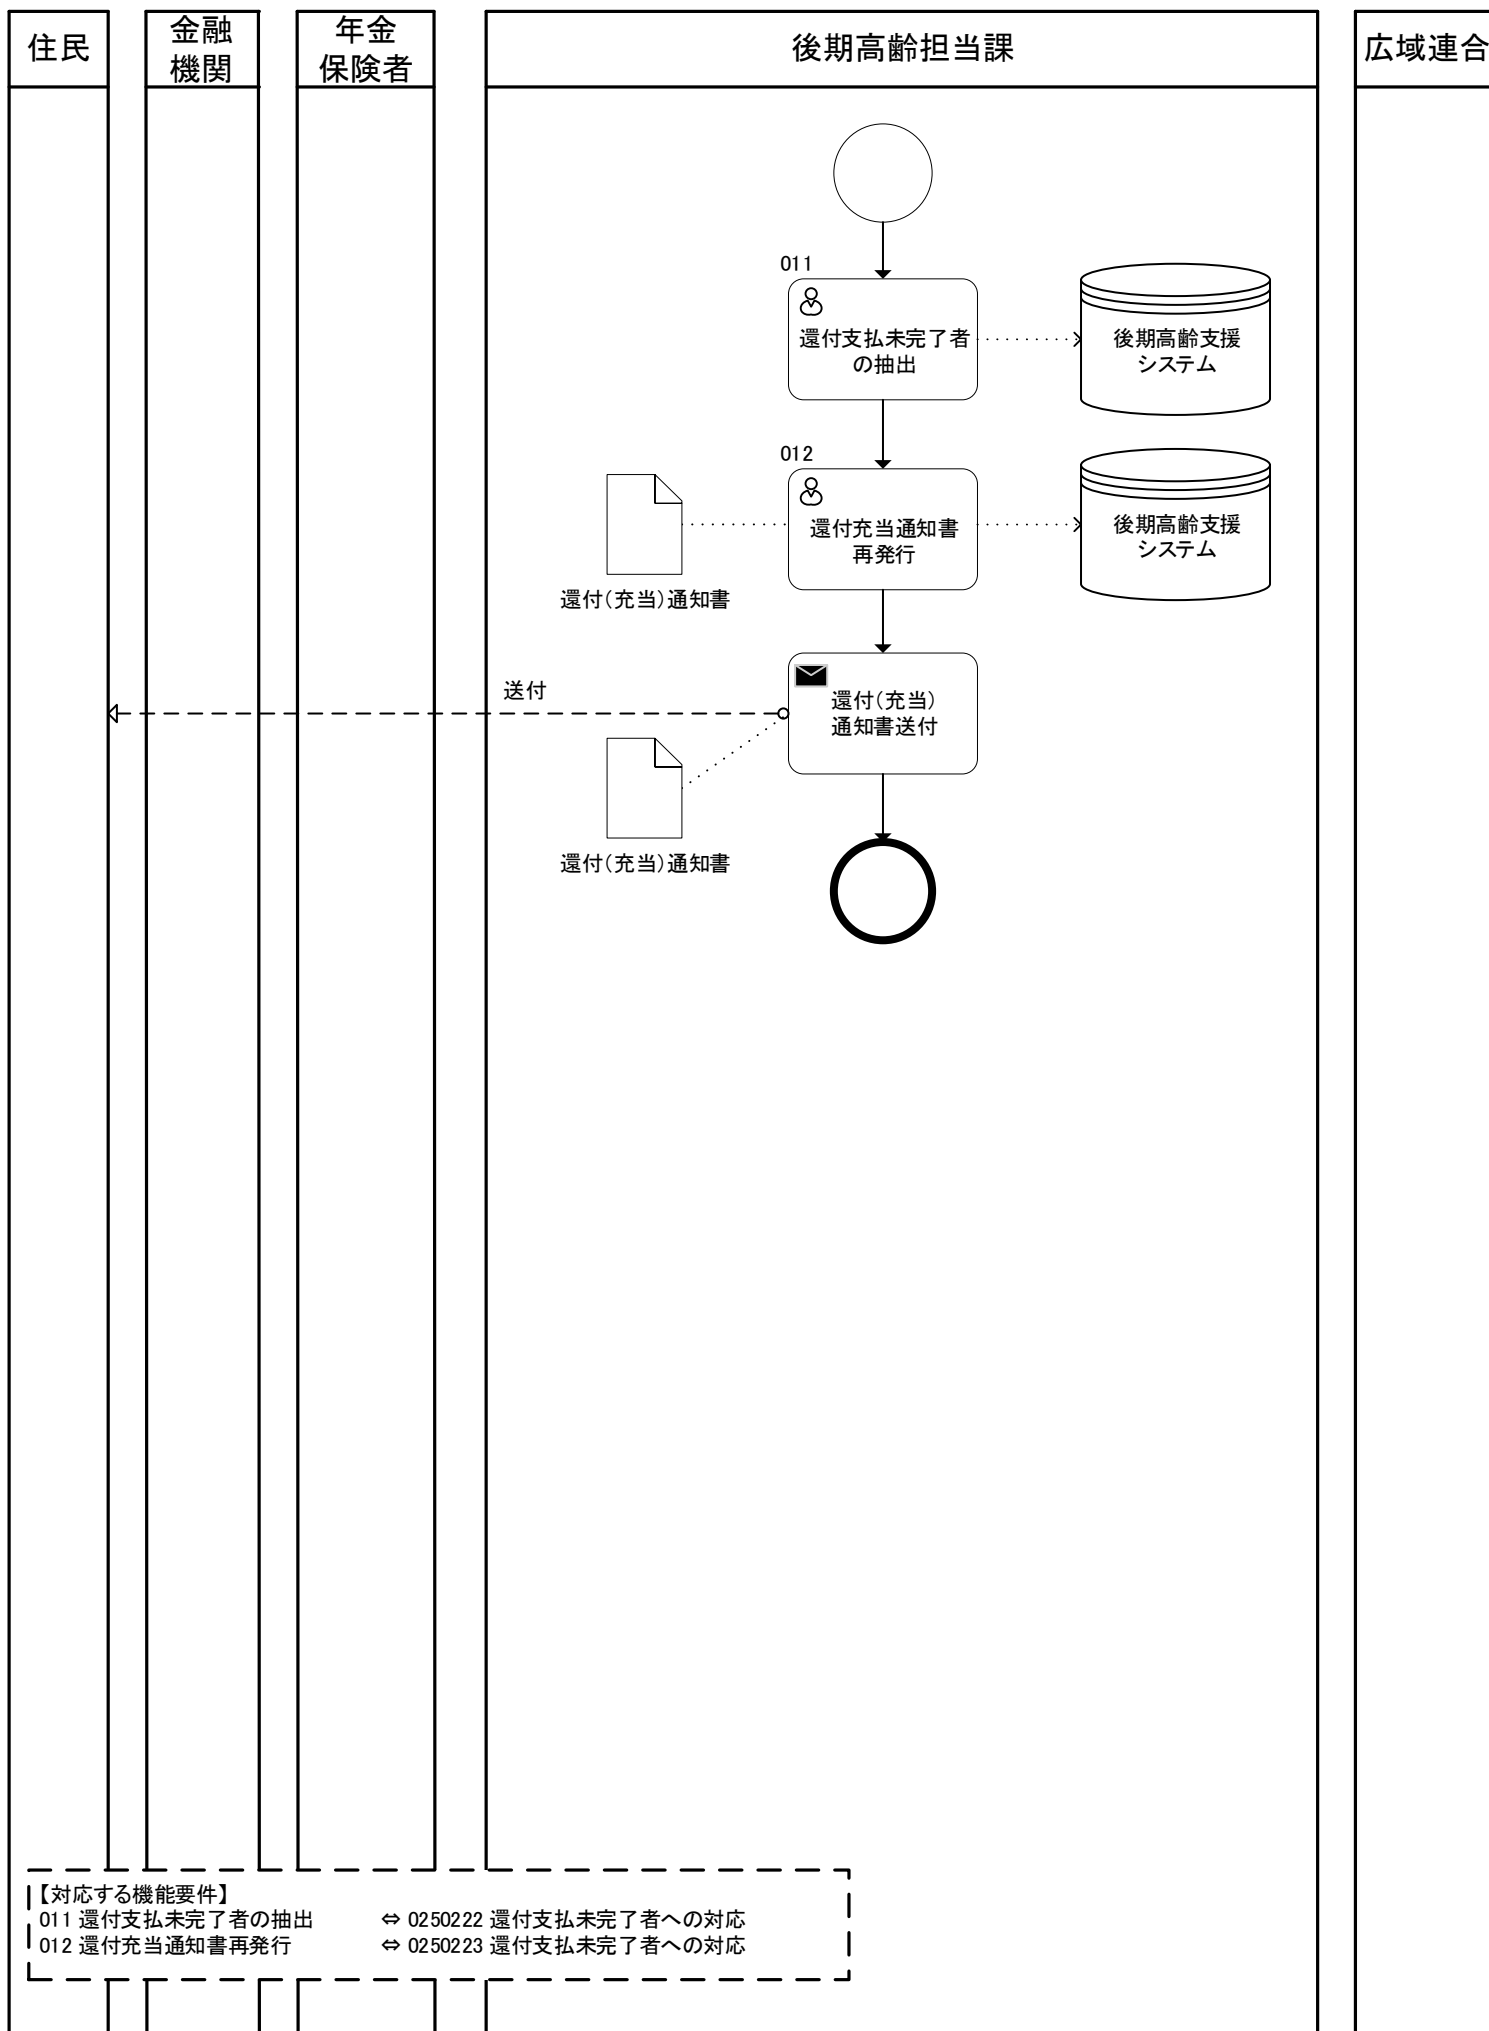 住民
金融
機関
年金
保険者
後期高齢担当課
広域連合
011
還付支払未完了者
の抽出
後期高齢支援
システム
012
還付充当通知書
再発行
後期高齢支援
システム
還付(充当)通知書
送付
還付(充当)
通知書送付
還付(充当)通知書
【対応する機能要件】
011 還付支払未完了者の抽出 ⇔ 0250222 還付支払未完了者への対応
012 還付充当通知書再発行 ⇔ 0250223 還付支払未完了者への対応